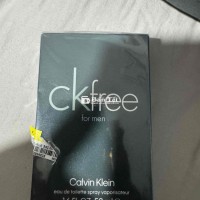 ckfree
for men
Calvin Klein
eau de toilette spray vaporisateur